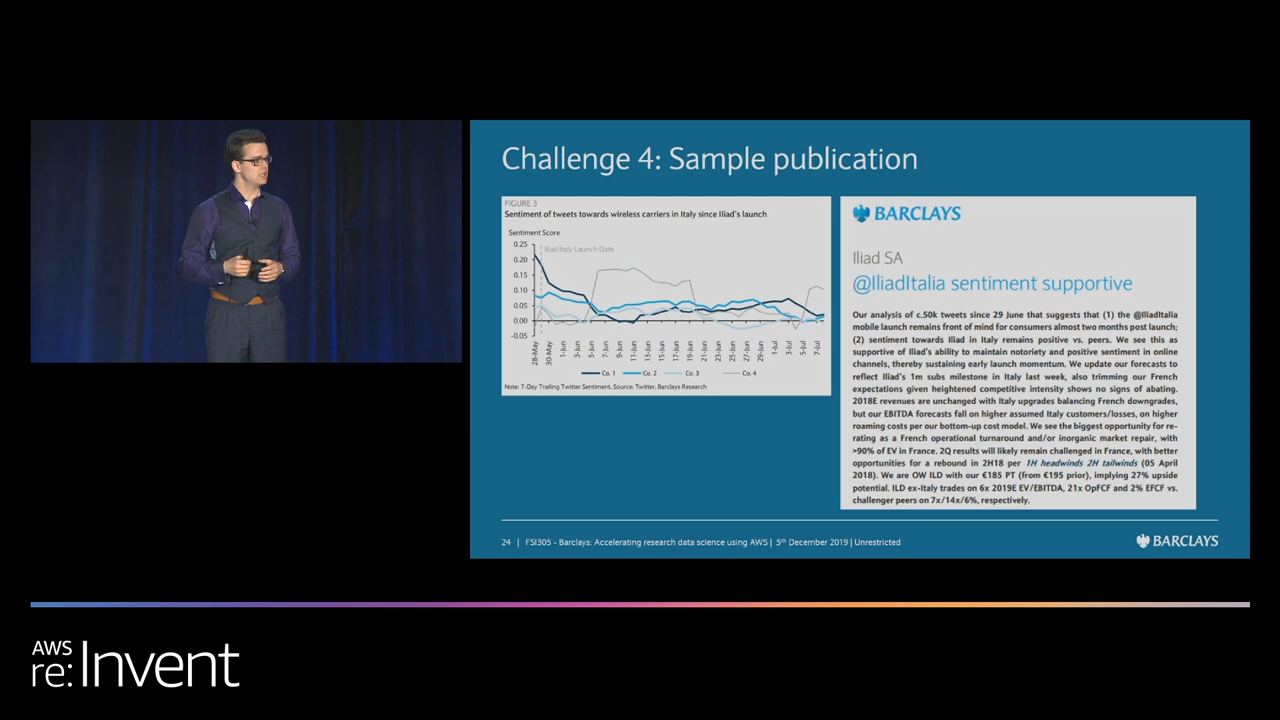 Challenge 4: Sample publication
FIGURE 3
Sentiment of tweets towards wireless carriers in Italy since Iliad's launch
Sentiment Score
0.25
0.20
0.15
0.10
0.05
0.00
-0.05
Iliad Italy Launch Date
28-May
30-May
1-Jun
3-Jun
5-Jun
7-Jun
9-Jun
11-Jun
13-Jun
15-Jun
17-Jun
19-Jun
21-Jun
23-Jun
25-Jun
27-Jun
29-Jun
1-Jul
3-Jul
5-Jul
7-Jul
Co. 1 Co. 2 Co. 3 Co. 4
Note: 7-Day Trailing Twitter Sentiment. Source: Twitter, Barclays Research
BARCLAYS
Iliad SA
@IliadItalia sentiment supportive
Our analysis of c.50k tweets since 29 June that suggests that (1) the @IliadItalia
mobile launch remains front of mind for consumers almost two months post launch;
(2) sentiment towards Iliad in Italy remains positive vs. peers. We see this as
supportive of Iliad's ability to maintain notoriety and positive sentiment in online
channels, thereby sustaining early launch momentum. We update our forecasts to
reflect Iliad's 1m subs milestone in Italy last week, also trimming our French
expectations given heightened competitive intensity shows no signs of abating.
2018E revenues are unchanged with Italy upgrades balancing French downgrades,
but our EBITDA forecasts fall on higher assumed Italy customers/losses, on higher
roaming costs per our bottom-up cost model. We see the biggest opportunity for re-
rating as a French operational turnaround and/or inorganic market repair, with
>90% of EV in France. 2Q results will likely remain challenged in France, with better
opportunities for a rebound in 2H18 per 1H headwinds 2H tailwinds (05 April
2018). We are OW ILD with our €185 PT (from €195 prior), implying 27% upside
potential. ILD ex-Italy trades on 6x 2019E EV/EBITDA, 21x OpFCF and 2% EFCF vs.
challenger peers on 7x/14x/6%, respectively.
24 | FSI305 - Barclays: Accelerating research data science using AWS | 5th December 2019 | Unrestricted
BARCLAYS
AWS
re:Invent